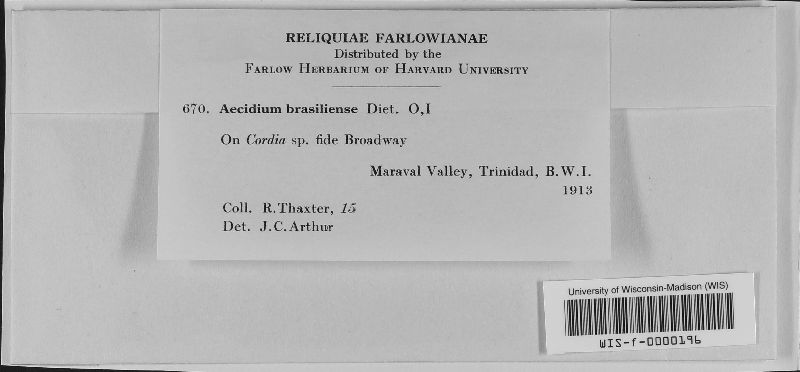 RELIQUIAE FARLOWIANAE
Distributed by the
FARLOW HERBARIUM OF HARVARD UNIVERSITY
670. Aecidium brasiliense Diet. O,I
On Cordia sp. fide Broadway
Maraval Valley, Trinidad, B.W.I.
1913
Coll. R.Thaxter, 15
Det. J.C.Arthur
University of Wisconsin-Madison (WIS)
WIS-f-0000196